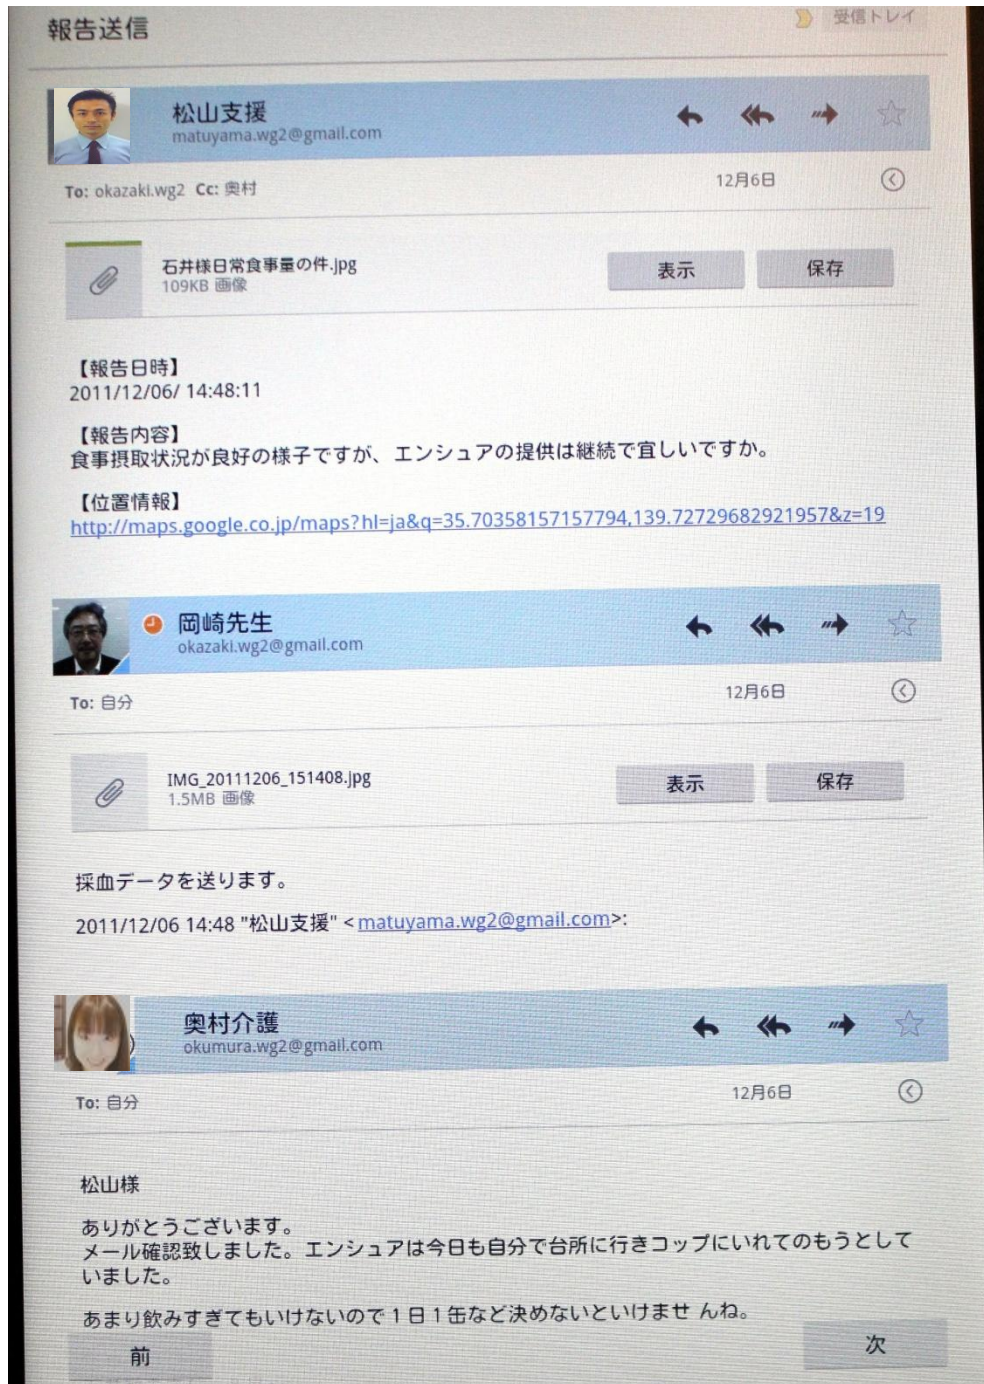 報告送信
受信トレイ
松山支援
matuyama.wg2@gmail.com
To: okazaki.wg2 Cc: 奥村
12月6日
石井様日常食事量の件.jpg
109KB 画像
表示
保存
【報告日時】
2011/12/06/ 14:48:11
【報告内容】
食事摂取状況が良好の様子ですが、エンシュアの提供は継続で宜しいですか。
【位置情報】
http://maps.google.co.jp/maps?hl=ja&q=35.70358157157794,139.72729682921957&z=19
岡崎先生
okazaki.wg2@gmail.com
To: 自分
12月6日
IMG_20111206_151408.jpg
1.5MB 画像
表示
保存
採血データを送ります。
2011/12/06 14:48 "松山支援" <matuyama.wg2@gmail.com>:
奥村介護
okumura.wg2@gmail.com
To: 自分
12月6日
松山様
ありがとうございます。
メール確認致しました。エンシュアは今日も自分で台所に行きコップにいれてのもうとして
いました。
あまり飲みすぎてもいけないので１日１缶など決めないといけませ んね。
前
次